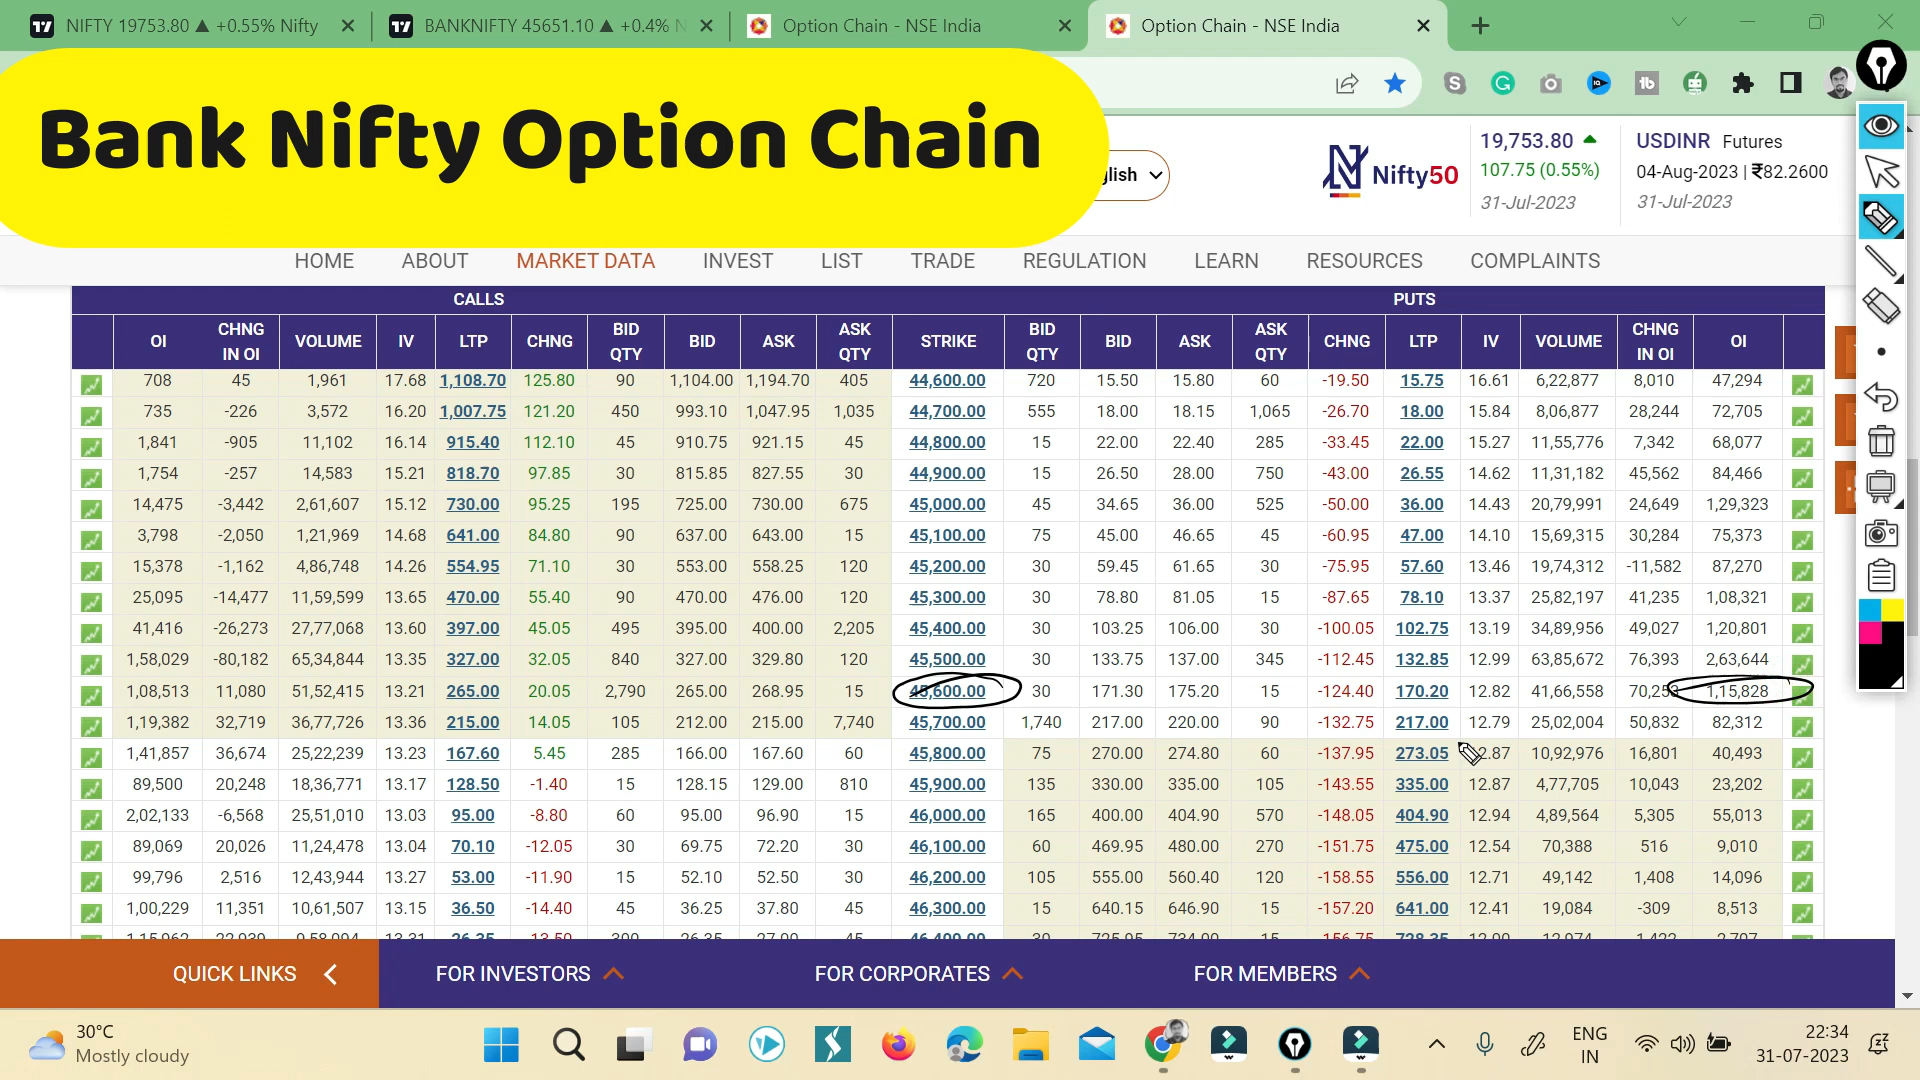 NIFTY 19753.80 ▲ +0.55% Nifty
BANKNIFTY 45651.10 ▲ +0.4% N
Option Chain - NSE India
Option Chain - NSE India
Bank Nifty Option Chain
glish
Nifty50
19,753.80
107.75 (0.55%)
31-Jul-2023
USDINR Futures
04-Aug-2023 | ₹82.2600
31-Jul-2023
HOME ABOUT MARKET DATA INVEST LIST TRADE REGULATION LEARN RESOURCES COMPLAINTS
CALLS PUTS
OI CHNG IN OI VOLUME IV LTP CHNG BID QTY BID ASK ASK QTY STRIKE BID QTY BID ASK ASK QTY CHNG LTP IV VOLUME CHNG IN OI OI
708 45 1,961 17.68 1,108.70 125.80 90 1,104.00 1,194.70 405 44,600.00 720 15.50 15.80 60 -19.50 15.75 16.61 6,22,877 8,010 47,294
735 -226 3,572 16.20 1,007.75 121.20 450 993.10 1,047.95 1,035 44,700.00 555 18.00 18.15 1,065 -26.70 18.00 15.84 8,06,877 28,244 72,705
1,841 -905 11,102 16.14 915.40 112.10 45 910.75 921.15 45 44,800.00 15 22.00 22.40 285 -33.45 22.00 15.27 11,55,776 7,342 68,077
1,754 -257 14,583 15.21 818.70 97.85 30 815.85 827.55 30 44,900.00 15 26.50 28.00 750 -43.00 26.55 14.62 11,31,182 45,562 84,466
14,475 -3,442 2,61,607 15.12 730.00 95.25 195 725.00 730.00 675 45,000.00 45 34.65 36.00 525 -50.00 36.00 14.43 20,79,991 24,649 1,29,323
3,798 -2,050 1,21,969 14.68 641.00 84.80 90 637.00 643.00 15 45,100.00 75 45.00 46.65 45 -60.95 47.00 14.10 15,69,315 30,284 75,373
15,378 -1,162 4,86,748 14.26 554.95 71.10 30 553.00 558.25 120 45,200.00 30 59.45 61.65 30 -75.95 57.60 13.46 19,74,312 -11,582 87,270
25,095 -14,477 11,59,599 13.65 470.00 55.40 90 470.00 476.00 120 45,300.00 30 78.80 81.05 15 -87.65 78.10 13.37 25,82,197 41,235 1,08,321
41,416 -26,273 27,77,068 13.60 397.00 45.05 495 395.00 400.00 2,205 45,400.00 30 103.25 106.00 30 -100.05 102.75 13.19 34,89,956 49,027 1,20,801
1,58,029 -80,182 65,34,844 13.35 327.00 32.05 840 327.00 329.80 120 45,500.00 30 133.75 137.00 345 -112.45 132.85 12.99 63,85,672 76,393 2,63,644
1,08,513 11,080 51,52,415 13.21 265.00 20.05 2,790 265.00 268.95 15 45,600.00 30 171.30 175.20 15 -124.40 170.20 12.82 41,66,558 70,253 1,15,828
1,19,382 32,719 36,77,726 13.36 215.00 14.05 105 212.00 215.00 7,740 45,700.00 1,740 217.00 220.00 90 -132.75 217.00 12.79 25,02,004 50,832 82,312
1,41,857 36,674 25,22,239 13.23 167.60 5.45 285 166.00 167.60 60 45,800.00 75 270.00 274.80 60 -137.95 273.05 12.87 10,92,976 16,801 40,493
89,500 20,248 18,36,771 13.17 128.50 -1.40 15 128.15 129.00 810 45,900.00 135 330.00 335.00 105 -143.55 335.00 12.87 4,77,705 10,043 23,202
2,02,133 -6,568 25,51,010 13.03 95.00 -8.80 60 95.00 96.90 15 46,000.00 165 400.00 404.90 570 -148.05 404.90 12.94 4,89,564 5,305 55,013
89,069 20,026 11,24,478 13.04 70.10 -12.05 30 69.75 72.20 30 46,100.00 60 469.95 480.00 270 -151.75 475.00 12.54 70,388 516 9,010
99,796 2,516 12,43,944 13.27 53.00 -11.90 15 52.10 52.50 30 46,200.00 105 555.00 560.40 120 -158.55 556.00 12.71 49,142 1,408 14,096
1,00,229 11,351 10,61,507 13.15 36.50 -14.40 45 36.25 37.80 45 46,300.00 15 640.15 646.90 15 -157.20 641.00 12.41 19,084 -309 8,513
QUICK LINKS FOR INVESTORS FOR CORPORATES FOR MEMBERS
30°C
Mostly cloudy
ENG
IN
22:34
31-07-2023